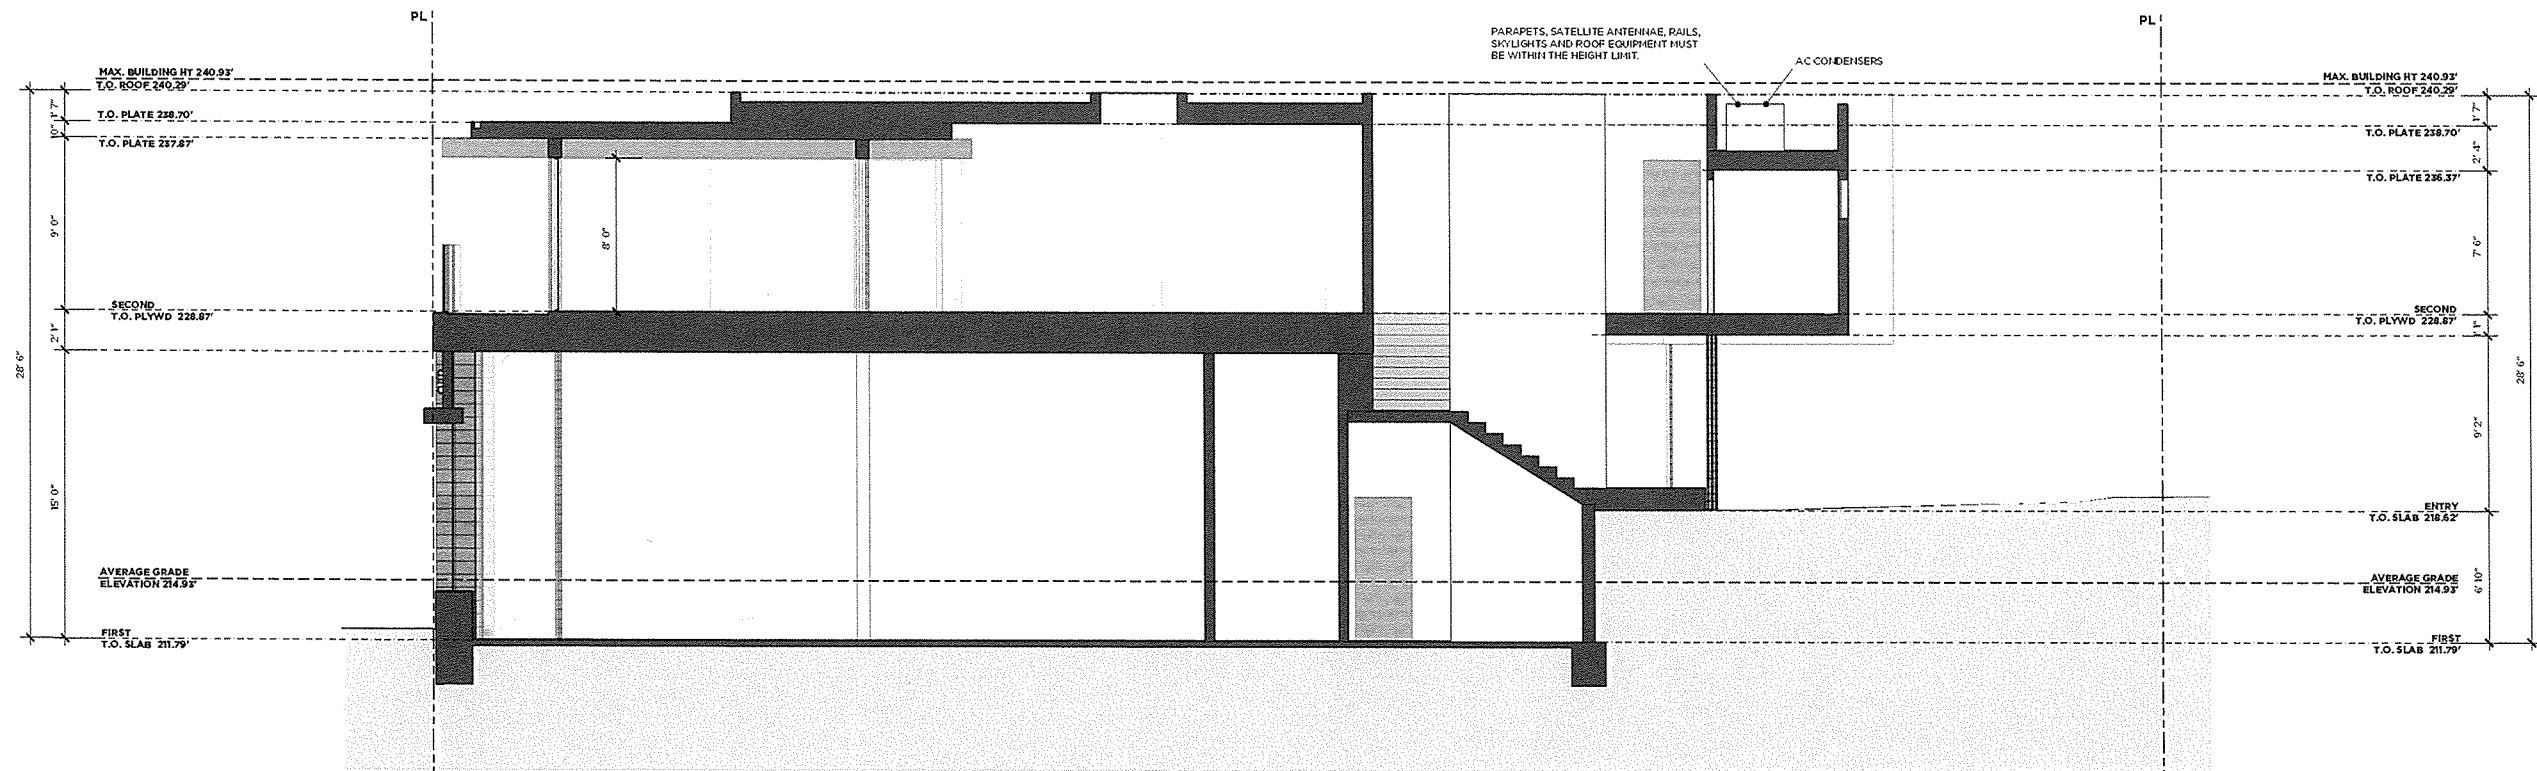 PL
PL
PARAPETS, SATELLITE ANTENNAE, RAILS,
SKYLIGHTS AND ROOF EQUIPMENT MUST
BE WITHIN THE HEIGHT LIMIT.
AC CONDENSERS
MAX. BUILDING HT 240.93'
T.O. ROOF 240.29'
T.O. PLATE 238.70'
T.O. PLATE 237.87'
SECOND
T.O. PLYWD 228.87'
AVERAGE GRADE
ELEVATION 214.93'
FIRST
T.O. SLAB 211.79'
1' 7"
10"
9' 0"
2' 1"
15' 0"
28' 6"
8' 0"
MAX. BUILDING HT 240.93'
T.O. ROOF 240.29'
T.O. PLATE 238.70'
T.O. PLATE 236.37'
SECOND
T.O. PLYWD 228.87'
ENTRY
T.O. SLAB 218.62'
AVERAGE GRADE
ELEVATION 214.93'
FIRST
T.O. SLAB 211.79'
1' 7"
2' 4"
7' 6"
1' 1"
9' 2"
6' 10"
28' 6"